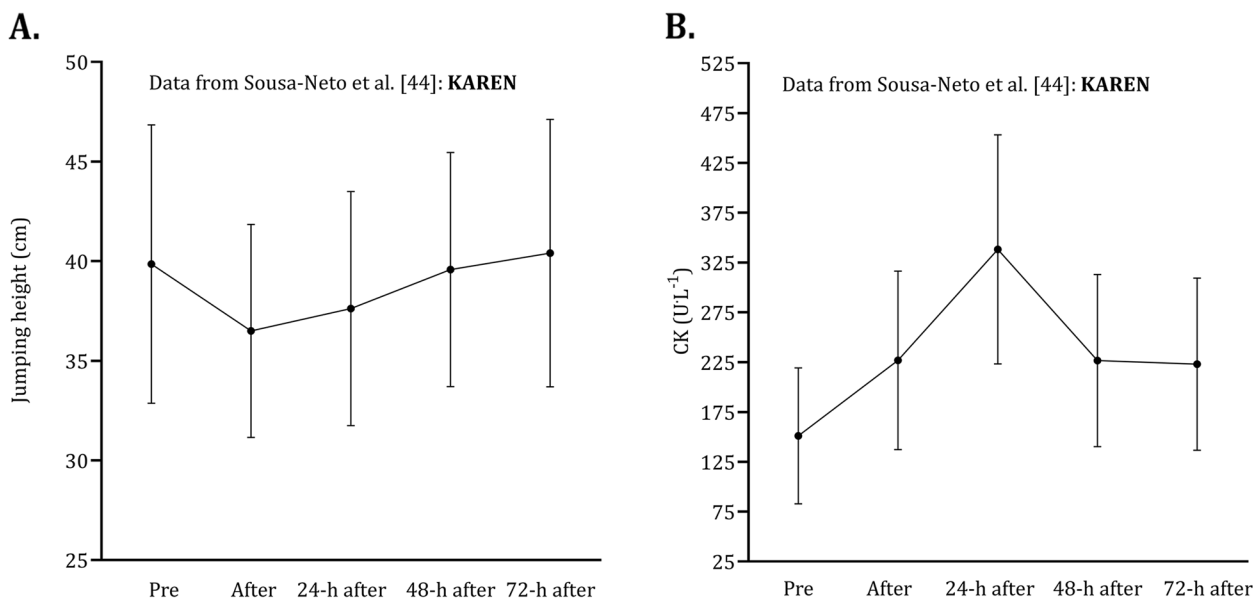 A.
Data from Sousa-Neto et al. [44]: KAREN
Jumping height (cm)
50
45
40
35
30
25
Pre After 24-h after 48-h after 72-h after
B.
Data from Sousa-Neto et al. [44]: KAREN
CK (U·L⁻¹)
525
475
425
375
325
275
225
175
125
75
25
Pre After 24-h after 48-h after 72-h after